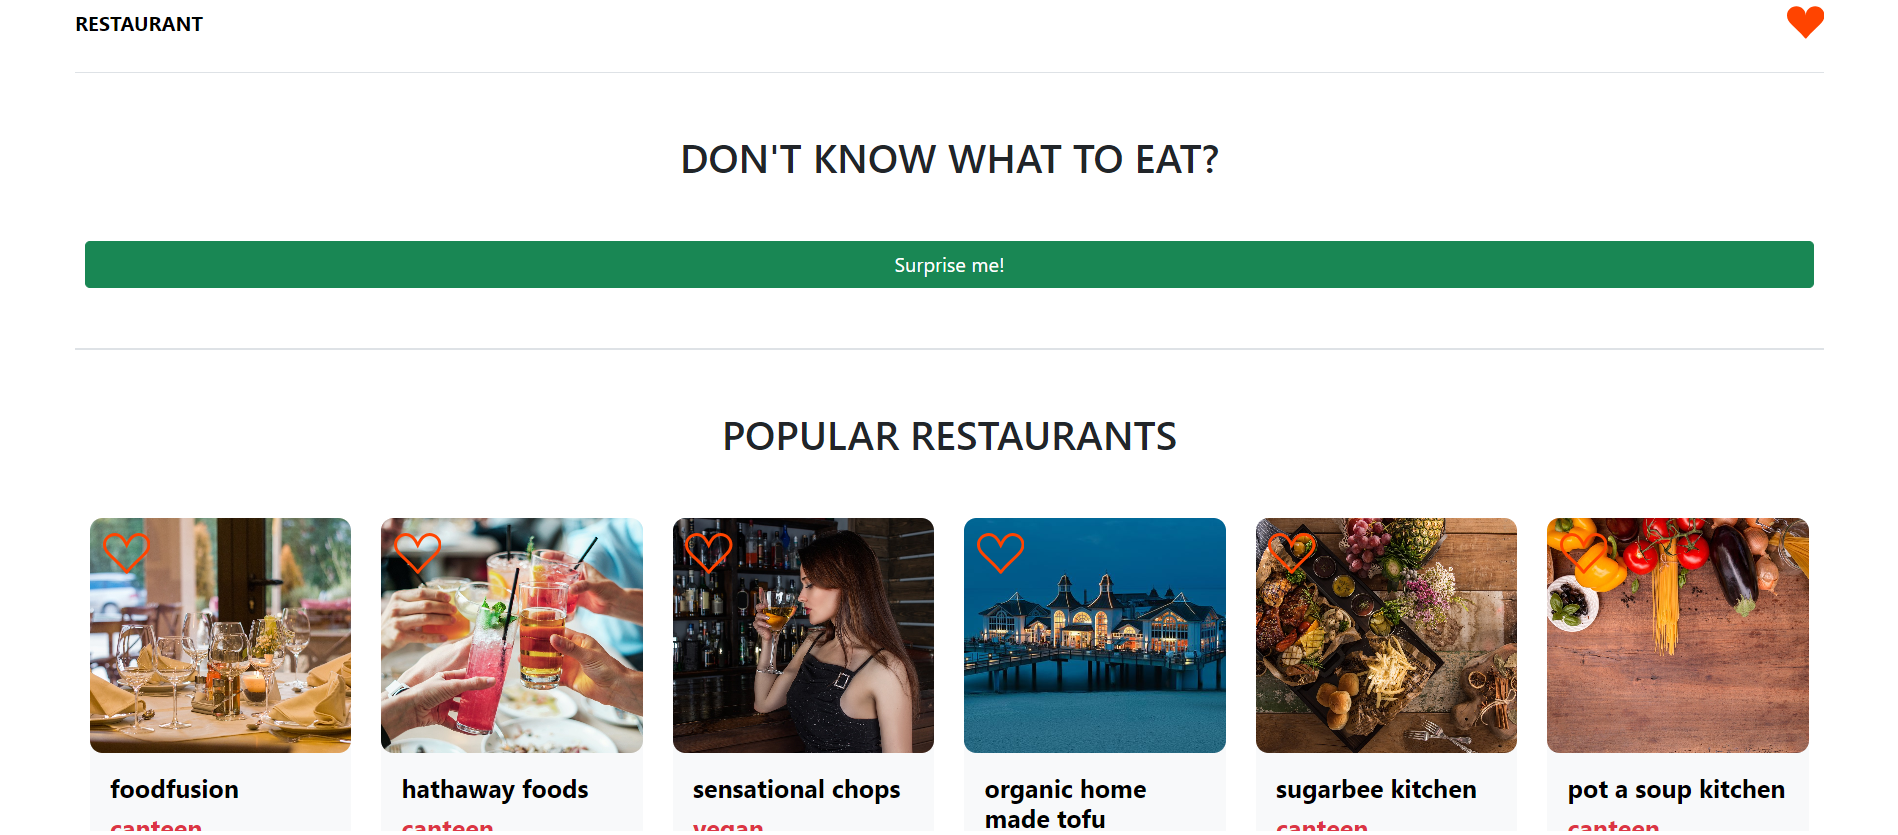 RESTAURANT
DON'T KNOW WHAT TO EAT?
Surprise me!
POPULAR RESTAURANTS
foodfusion
canteen
hathaway foods
canteen
sensational chops
vegan
organic home
made tofu
sugarbee kitchen
canteen
pot a soup kitchen
canteen